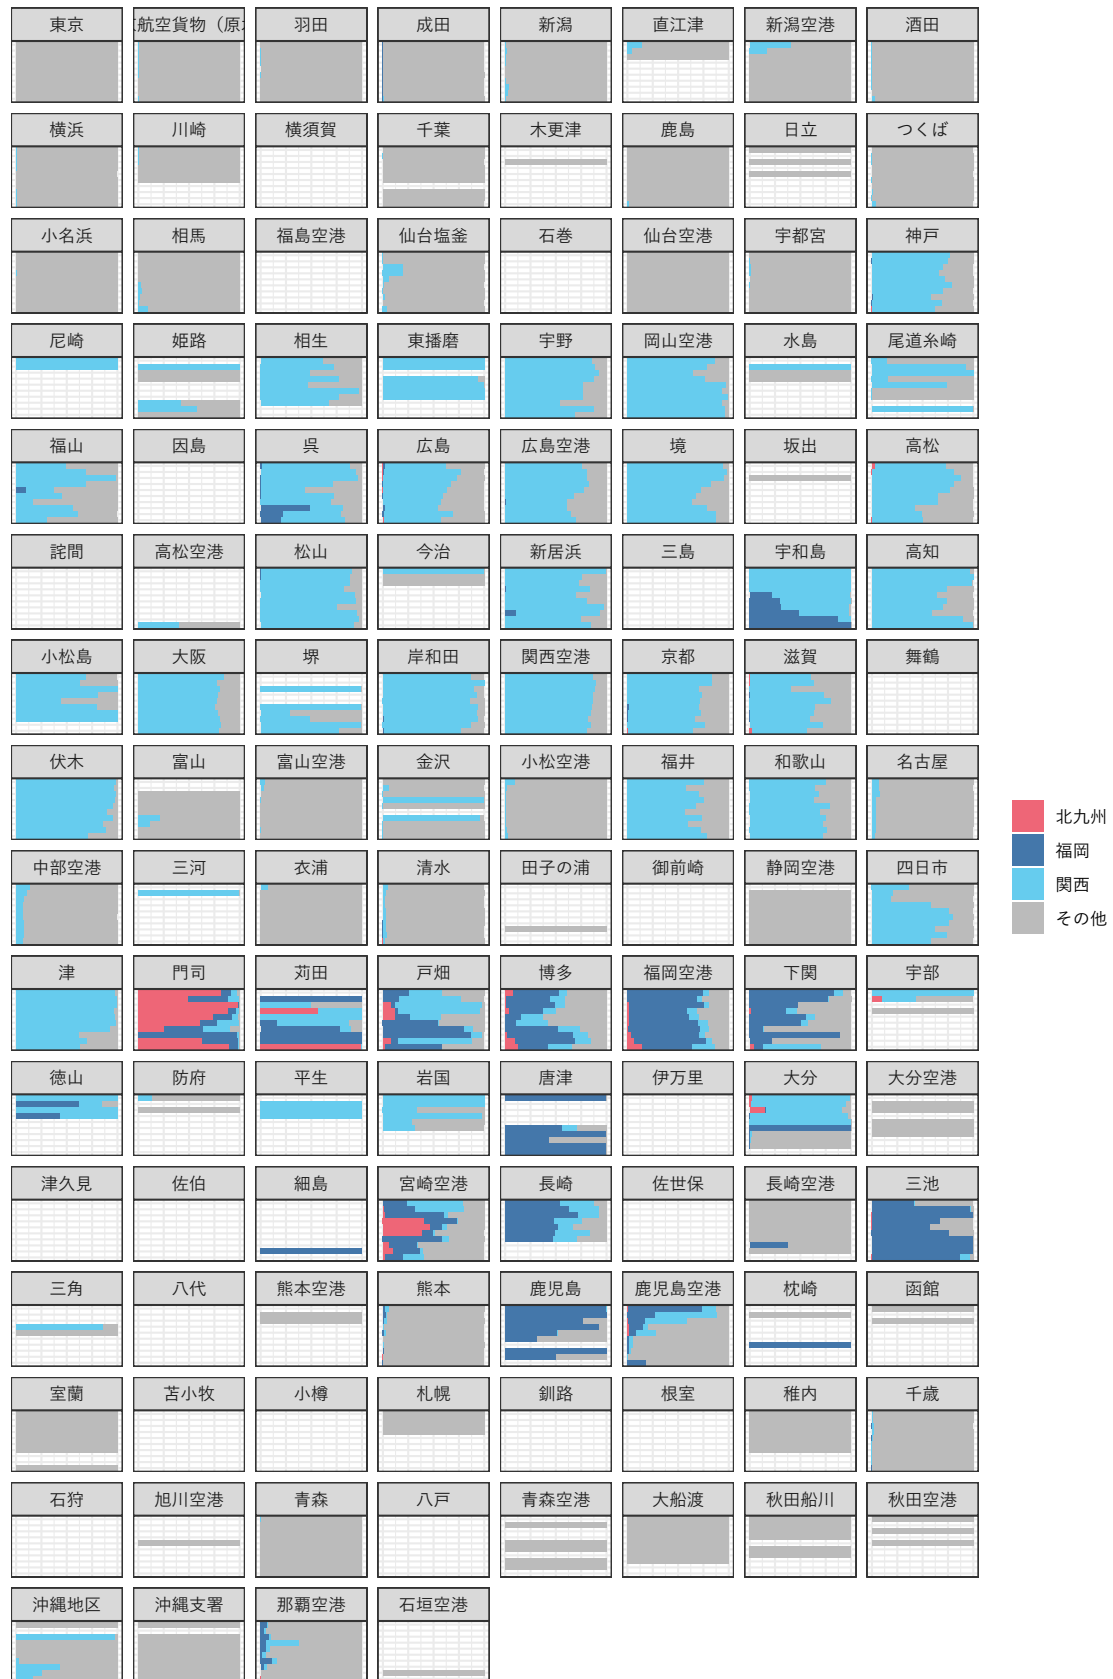 東京 航空貨物（原 羽田 成田 新潟 直江津 新潟空港 酒田
横浜 川崎 横須賀 千葉 木更津 鹿島 日立 つくば
小名浜 相馬 福島空港 仙台塩釜 石巻 仙台空港 宇都宮 神戸
尼崎 姫路 相生 東播磨 宇野 岡山空港 水島 尾道糸崎
福山 因島 呉 広島 広島空港 境 坂出 高松
詫間 高松空港 松山 今治 新居浜 三島 宇和島 高知
小松島 大阪 堺 岸和田 関西空港 京都 滋賀 舞鶴
伏木 富山 富山空港 金沢 小松空港 福井 和歌山 名古屋
北九州
福岡
関西
その他
中部空港 三河 衣浦 清水 田子の浦 御前崎 静岡空港 四日市
津 門司 苅田 戸畑 博多 福岡空港 下関 宇部
徳山 防府 平生 岩国 唐津 伊万里 大分 大分空港
津久見 佐伯 細島 宮崎空港 長崎 佐世保 長崎空港 三池
三角 八代 熊本空港 熊本 鹿児島 鹿児島空港 枕崎 函館
室蘭 苫小牧 小樽 札幌 釧路 根室 稚内 千歳
石狩 旭川空港 青森 八戸 青森空港 大船渡 秋田船川 秋田空港
沖縄地区 沖縄支署 那覇空港 石垣空港